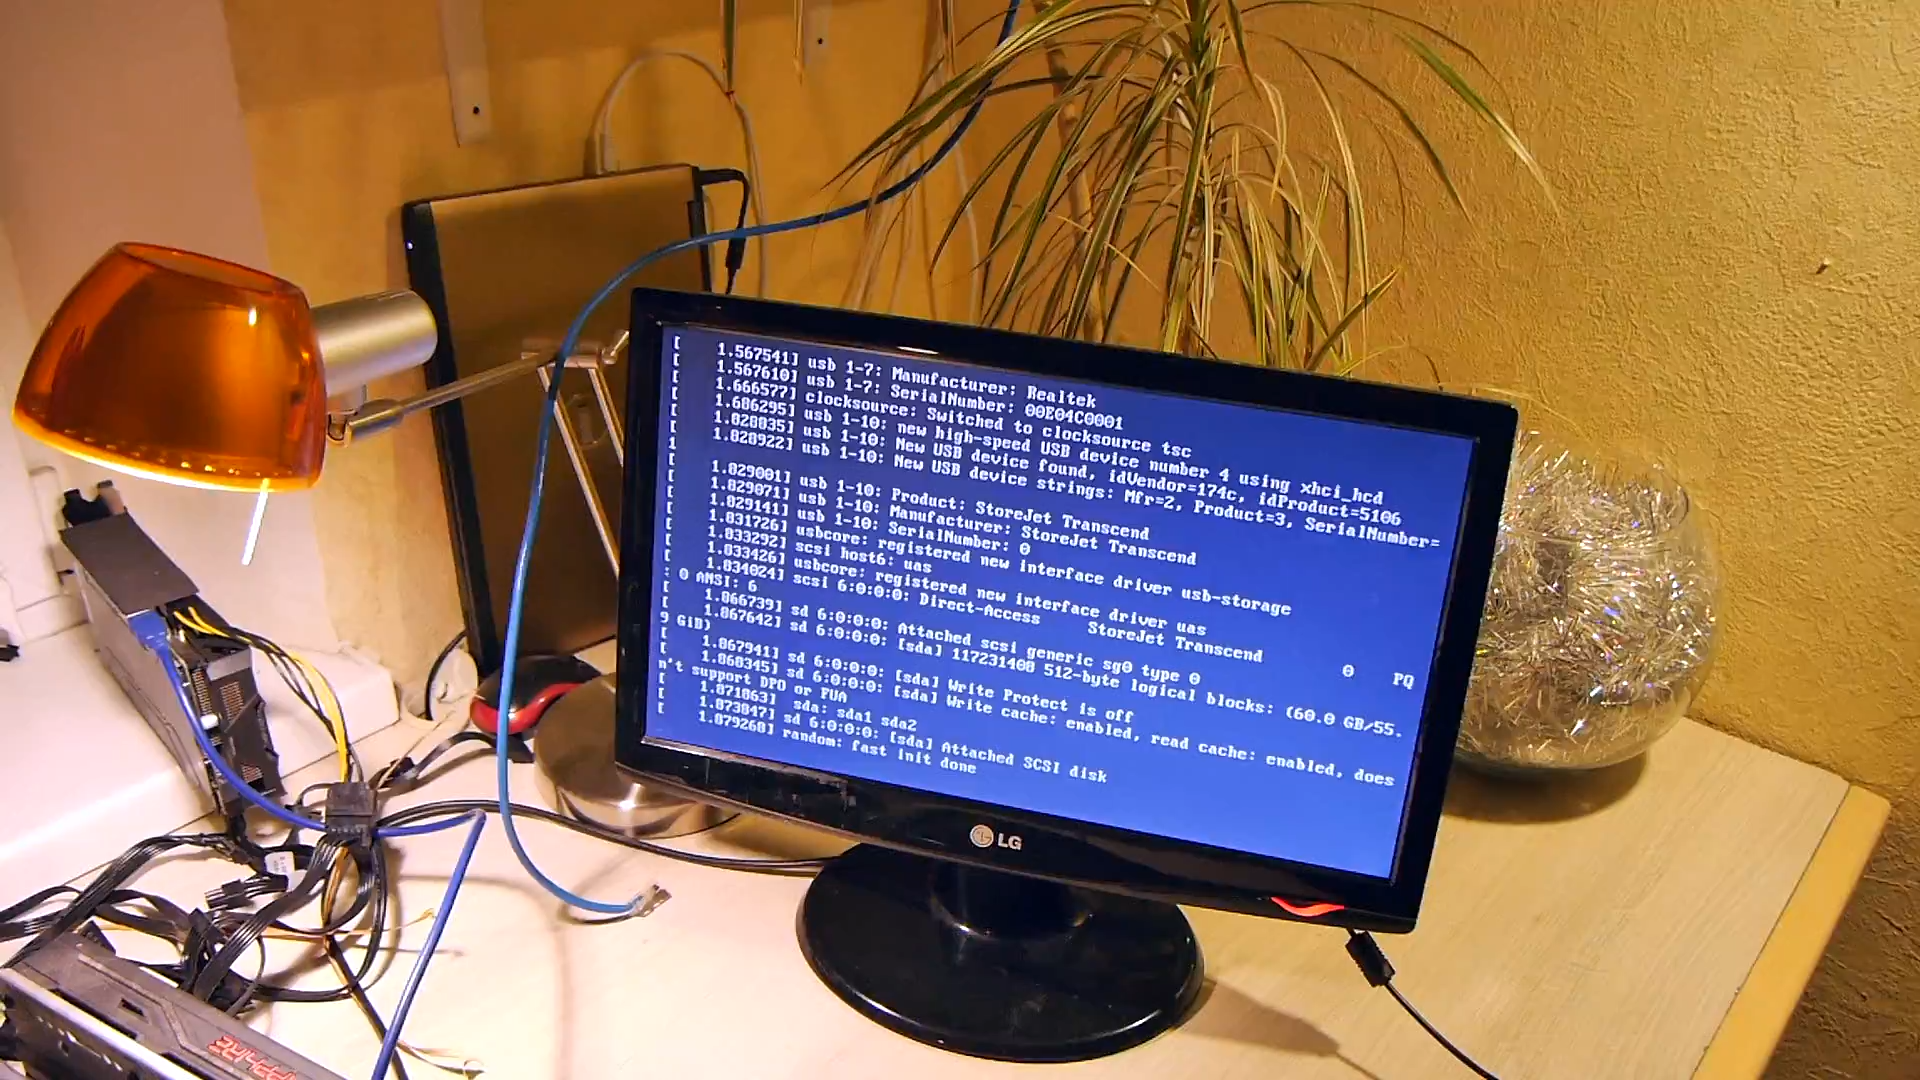 [    1.567541] usb 1-7: Manufacturer: Realtek
[    1.567610] usb 1-7: SerialNumber: 00E04C0001
[    1.666577] clocksource: Switched to clocksource tsc
[    1.686295] usb 1-10: new high-speed USB device number 4 using xhci_hcd
[    1.828835] usb 1-10: New USB device found, idVendor=174c, idProduct=5106
[    1.828922] usb 1-10: New USB device strings: Mfr=2, Product=3, SerialNumber=
1
[    1.829001] usb 1-10: Product: StoreJet Transcend
[    1.829071] usb 1-10: Manufacturer: StoreJet Transcend
[    1.829141] usb 1-10: SerialNumber: 0
[    1.831726] usbcore: registered new interface driver usb-storage
[    1.833292] scsi host6: uas
[    1.833426] usbcore: registered new interface driver uas
[    1.834024] scsi 6:0:0:0: Direct-Access     StoreJet Transcend        0    PQ
: 0 ANSI: 6
[    1.866739] sd 6:0:0:0: Attached scsi generic sg0 type 0
[    1.867642] sd 6:0:0:0: [sda] 117231408 512-byte logical blocks: (60.0 GB/55.
9 GiB)
[    1.867941] sd 6:0:0:0: [sda] Write Protect is off
[    1.868345] sd 6:0:0:0: [sda] Write cache: enabled, read cache: enabled, does
n't support DPO or FUA
[    1.871863]  sda: sda1 sda2
[    1.873847] sd 6:0:0:0: [sda] Attached SCSI disk
[    1.879268] random: fast init done
LG